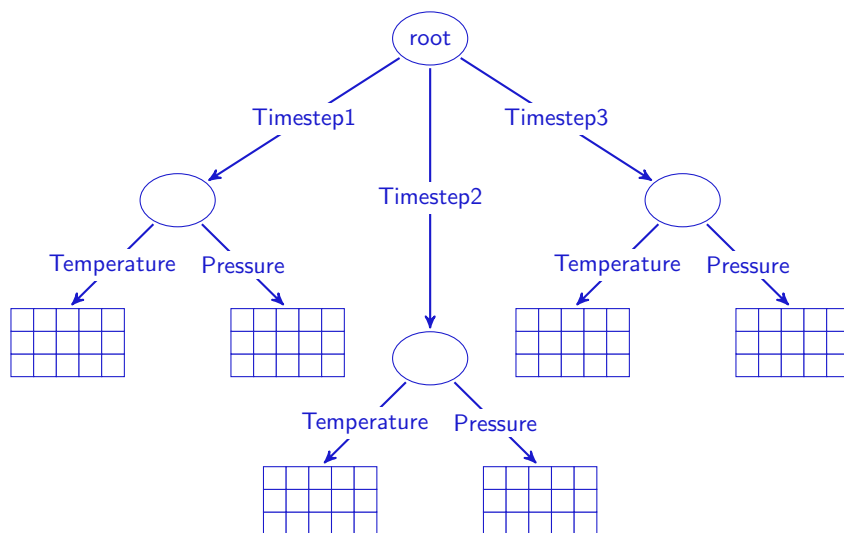 root
Timestep1
Timestep3
Timestep2
Temperature
Pressure
Temperature
Pressure
Temperature
Pressure